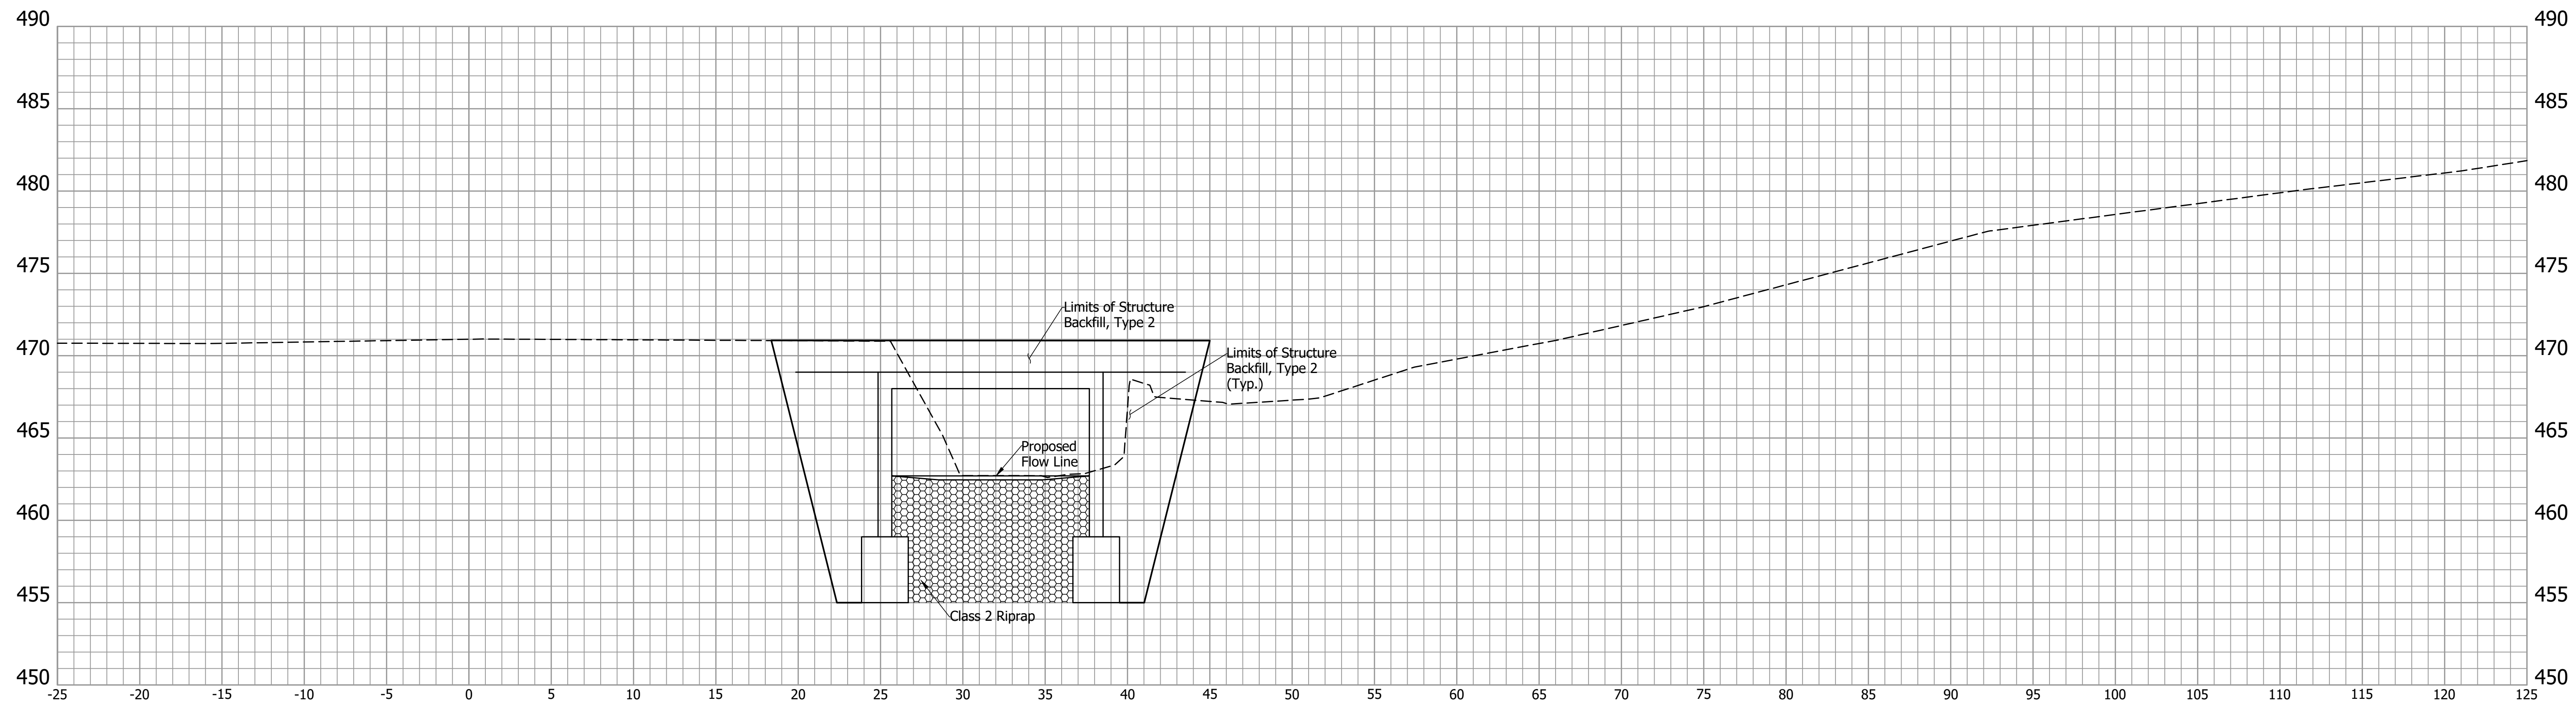 490 490
485 485
480 480
475 475
Limits of Structure
Backfill, Type 2
470 470
Limits of Structure
Backfill, Type 2
(Typ.)
465 465
Proposed
Flow Line
460 460
455 455
Class 2 Riprap
450 450
-25 -20 -15 -10 -5 0 5 10 15 20 25 30 35 40 45 50 55 60 65 70 75 80 85 90 95 100 105 110 115 120 125